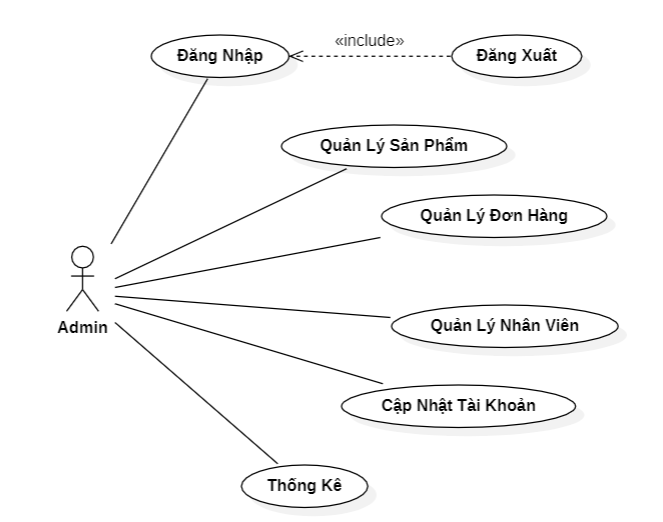 «include»
Đăng Nhập
Đăng Xuất
Quản Lý Sản Phẩm
Quản Lý Đơn Hàng
Admin
Quản Lý Nhân Viên
Cập Nhật Tài Khoản
Thống Kê